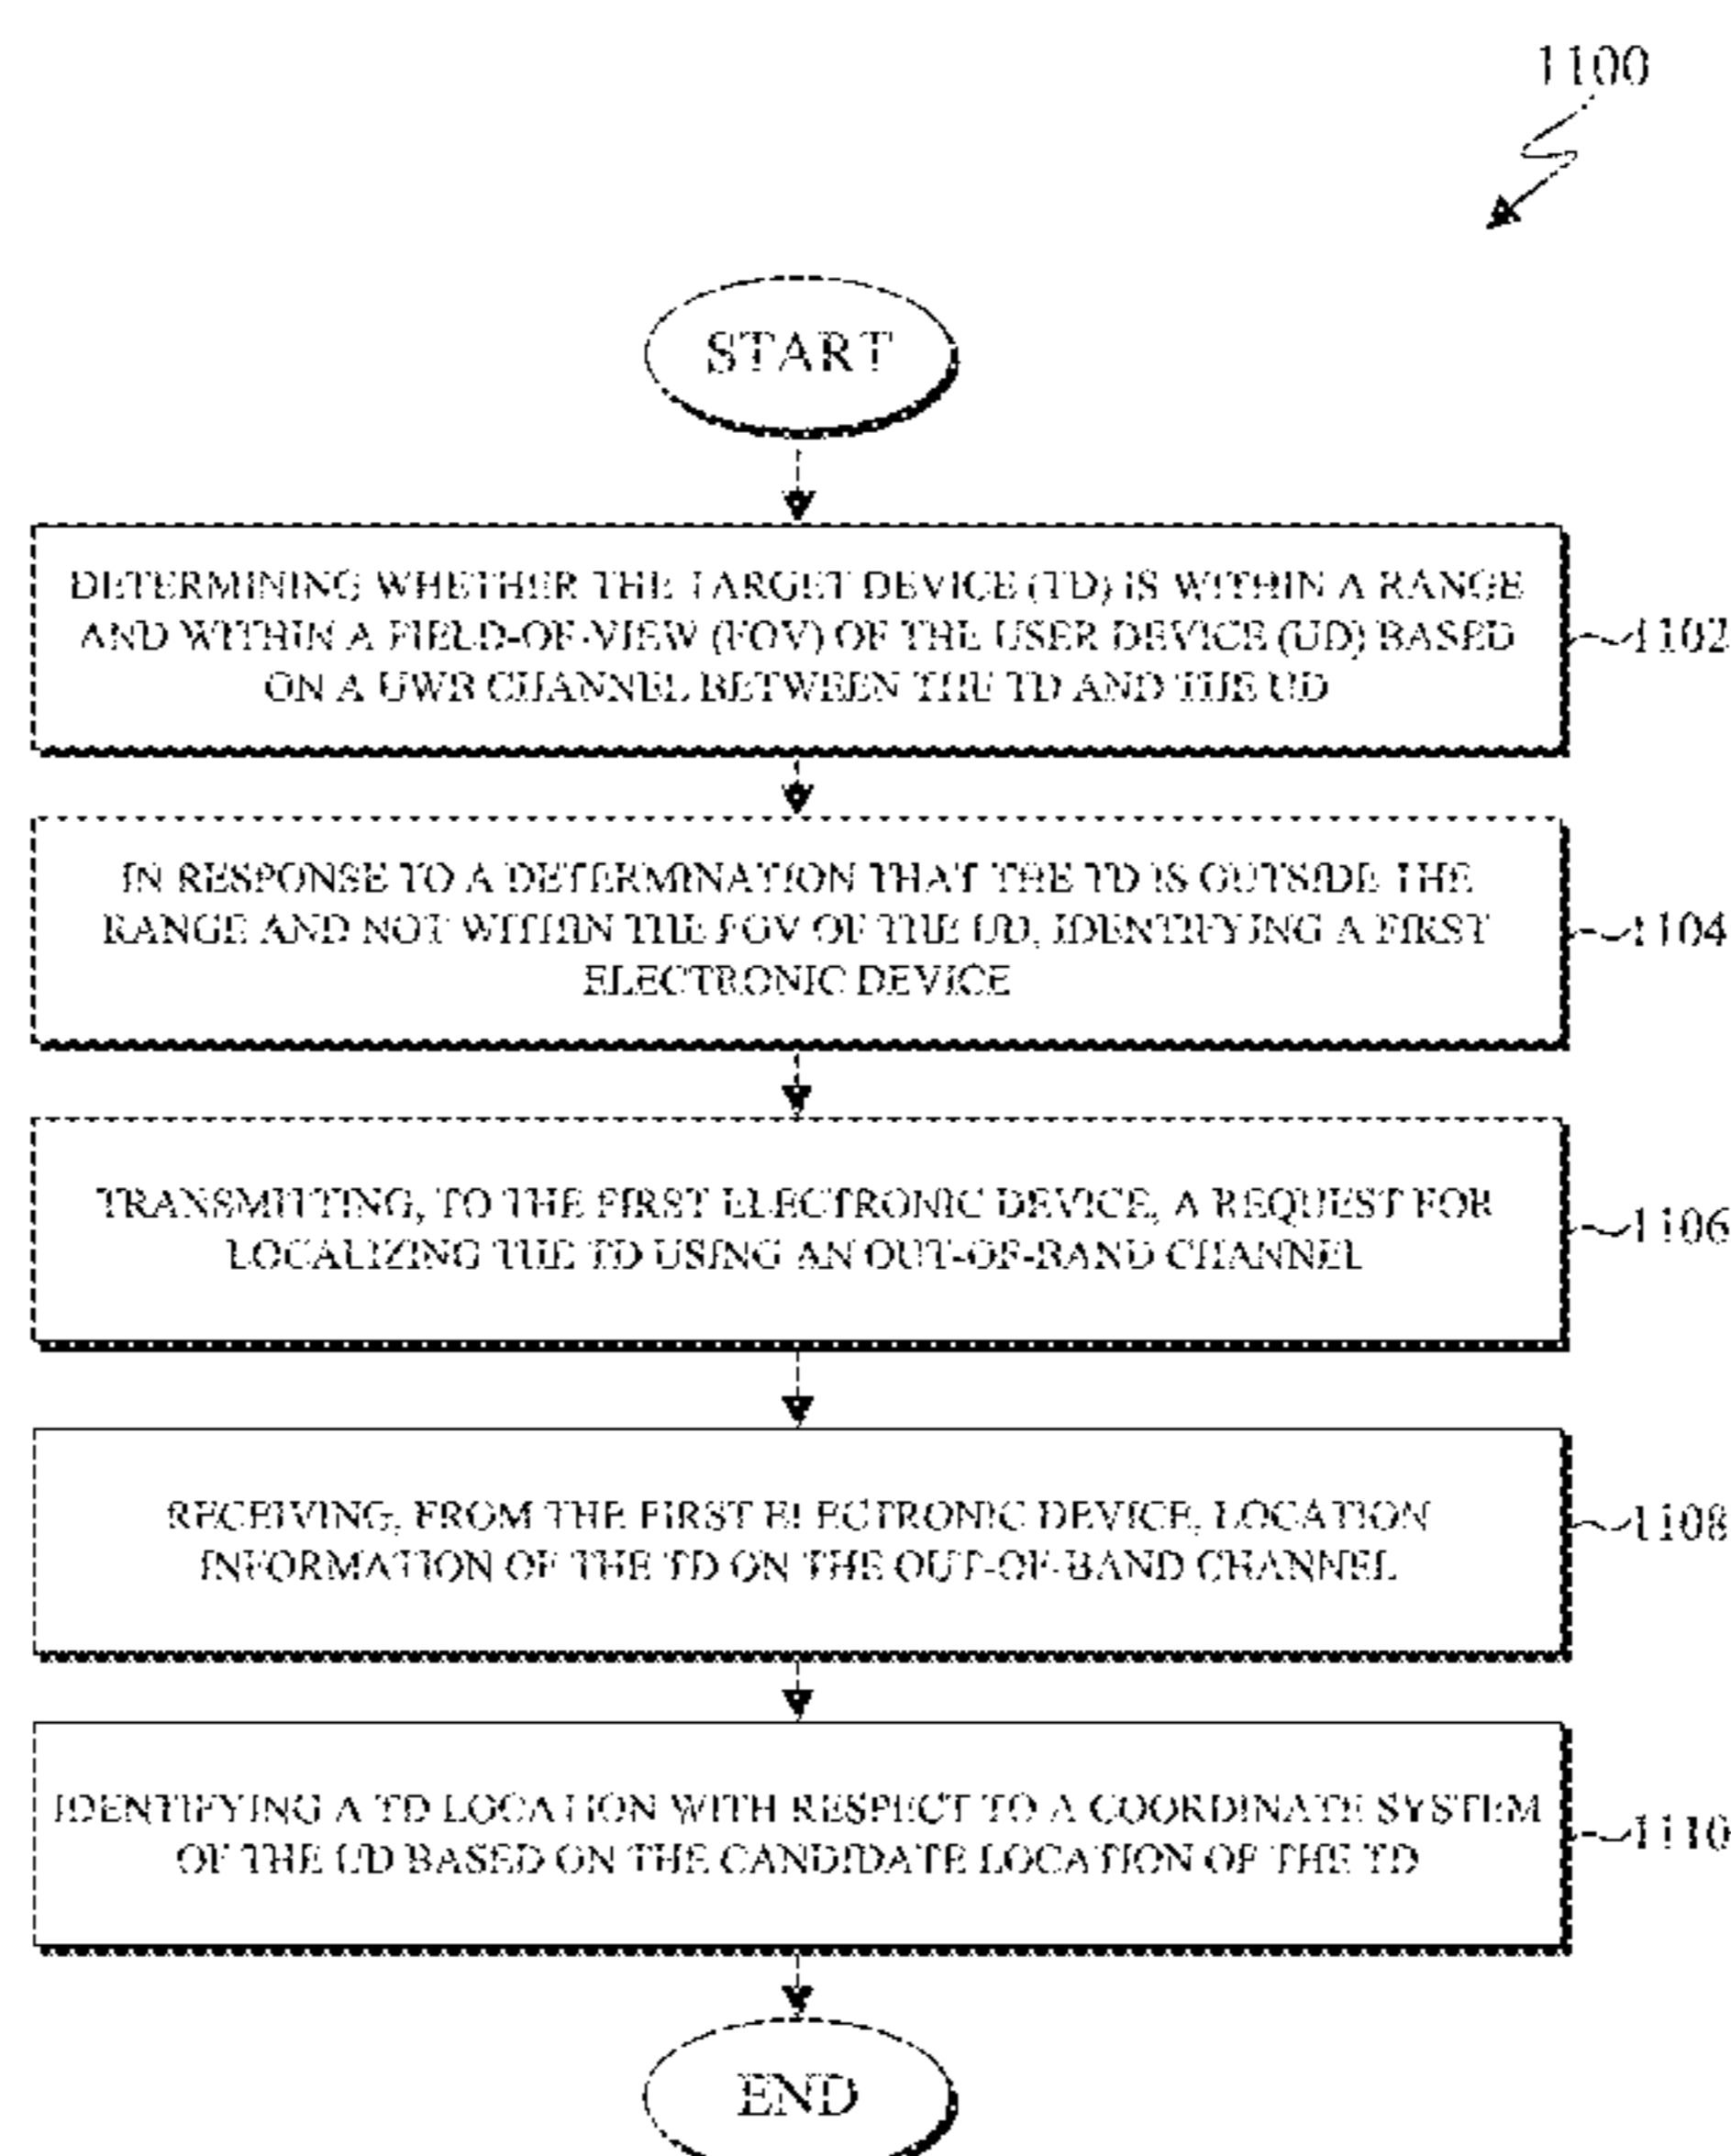 1100
START
DETERMINING WHETHER THE TARGET DEVICE (TD) IS WITHIN A RANGE
AND WITHIN A FIELD-OF-VIEW (FOV) OF THE USER DEVICE (UD) BASED
ON A UWB CHANNEL BETWEEN THE TD AND THE UD
1102
IN RESPONSE TO A DETERMINATION THAT THE TD IS OUTSIDE THE
RANGE AND NOT WITHIN THE FOV OF THE UD, IDENTIFYING A FIRST
ELECTRONIC DEVICE
1104
TRANSMITTING, TO THE FIRST ELECTRONIC DEVICE, A REQUEST FOR
LOCALIZING THE TD USING AN OUT-OF-BAND CHANNEL
1106
RECEIVING, FROM THE FIRST ELECTRONIC DEVICE, LOCATION
INFORMATION OF THE TD ON THE OUT-OF-BAND CHANNEL
1108
IDENTIFYING A TD LOCATION WITH RESPECT TO A COORDINATE SYSTEM
OF THE UD BASED ON THE CANDIDATE LOCATION OF THE TD
1110
END